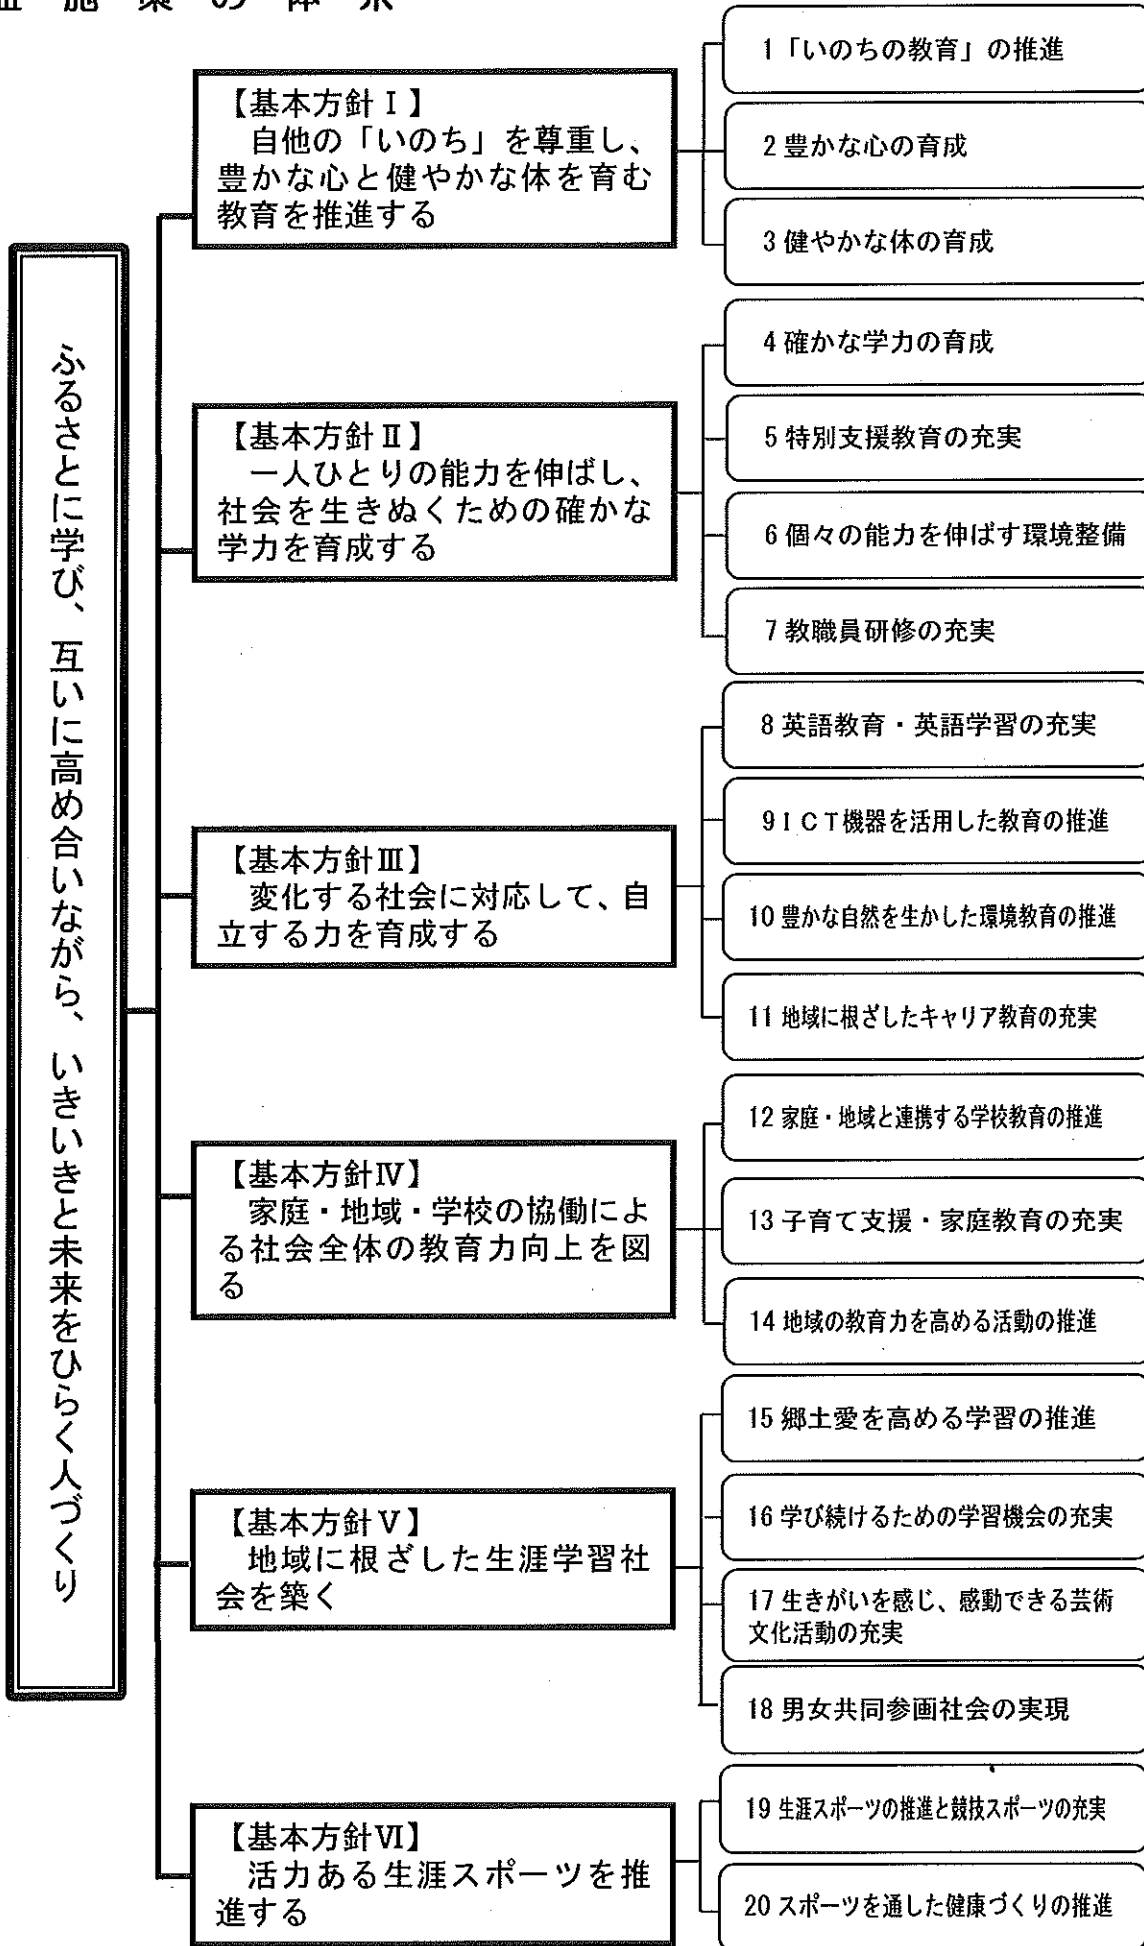 施策の体系
ふるさとに学び、互いに高め合いながら、いきいきと未来をひらく人づくり
【基本方針Ⅰ】
自他の「いのち」を尊重し、
豊かな心と健やかな体を育む
教育を推進する
1「いのちの教育」の推進
2 豊かな心の育成
3 健やかな体の育成
【基本方針Ⅱ】
一人ひとりの能力を伸ばし、
社会を生きぬくための確かな
学力を育成する
4 確かな学力の育成
5 特別支援教育の充実
6 個々の能力を伸ばす環境整備
7 教職員研修の充実
【基本方針Ⅲ】
変化する社会に対応して、自
立する力を育成する
8 英語教育・英語学習の充実
9ＩＣＴ機器を活用した教育の推進
10 豊かな自然を生かした環境教育の推進
11 地域に根ざしたキャリア教育の充実
【基本方針Ⅳ】
家庭・地域・学校の協働によ
る社会全体の教育力向上を図
る
12 家庭・地域と連携する学校教育の推進
13 子育て支援・家庭教育の充実
14 地域の教育力を高める活動の推進
【基本方針Ⅴ】
地域に根ざした生涯学習社
会を築く
15 郷土愛を高める学習の推進
16 学び続けるための学習機会の充実
17 生きがいを感じ、感動できる芸術
文化活動の充実
18 男女共同参画社会の実現
【基本方針Ⅵ】
活力ある生涯スポーツを推
進する
19 生涯スポーツの推進と競技スポーツの充実
20 スポーツを通した健康づくりの推進